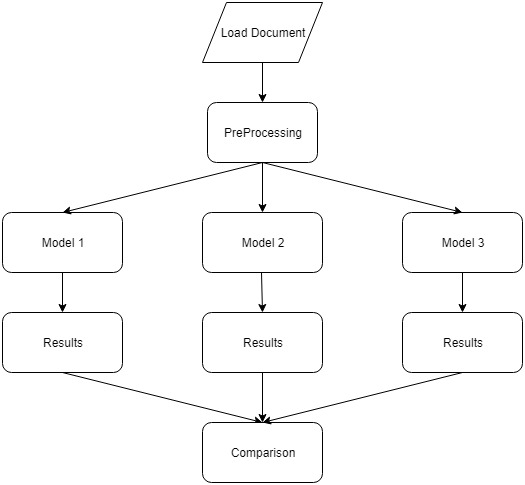 Load Document
PreProcessing
Model 1
Model 2
Model 3
Results
Results
Results
Comparison